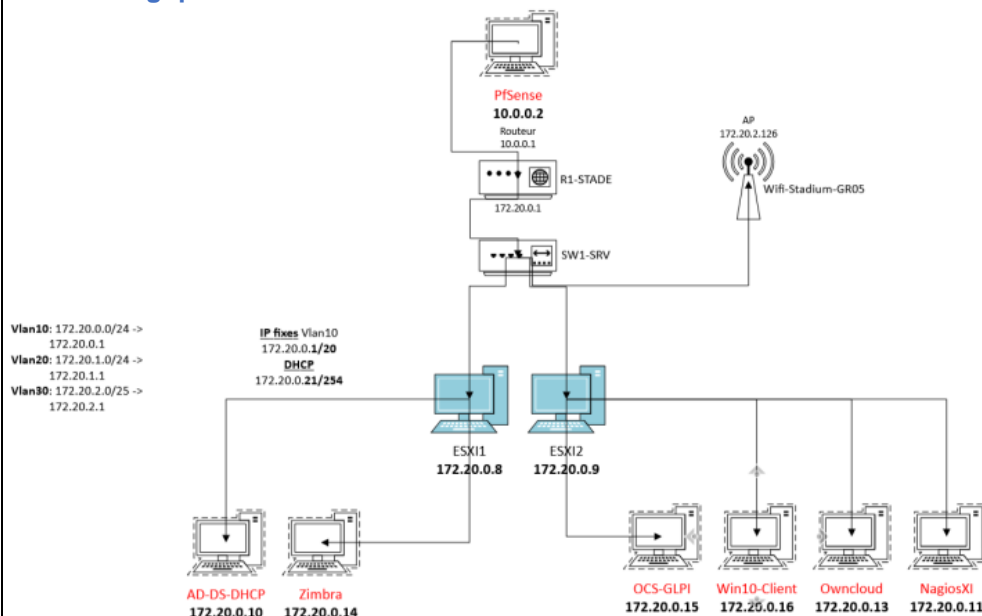 PfSense
10.0.0.2
Routeur
10.0.0.1
R1-STADE
172.20.0.1
AP
172.20.2.126
Wifi-Stadium-GR05
SW1-SRV
Vlan10: 172.20.0.0/24 ->
172.20.0.1
Vlan20: 172.20.1.0/24 ->
172.20.1.1
Vlan30: 172.20.2.0/25 ->
172.20.2.1
IP fixes Vlan10
172.20.0.1/20
DHCP
172.20.0.21/254
ESXI1
172.20.0.8
ESXI2
172.20.0.9
AD-DS-DHCP
172.20.0.10
Zimbra
172.20.0.14
OCS-GLPI
172.20.0.15
Win10-Client
172.20.0.16
Owncloud
172.20.0.13
NagiosXI
172.20.0.11